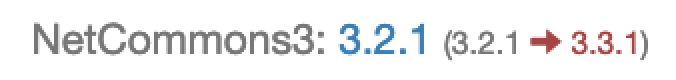 NetCommons3: 3.2.1 (3.2.1 ➡ 3.3.1)